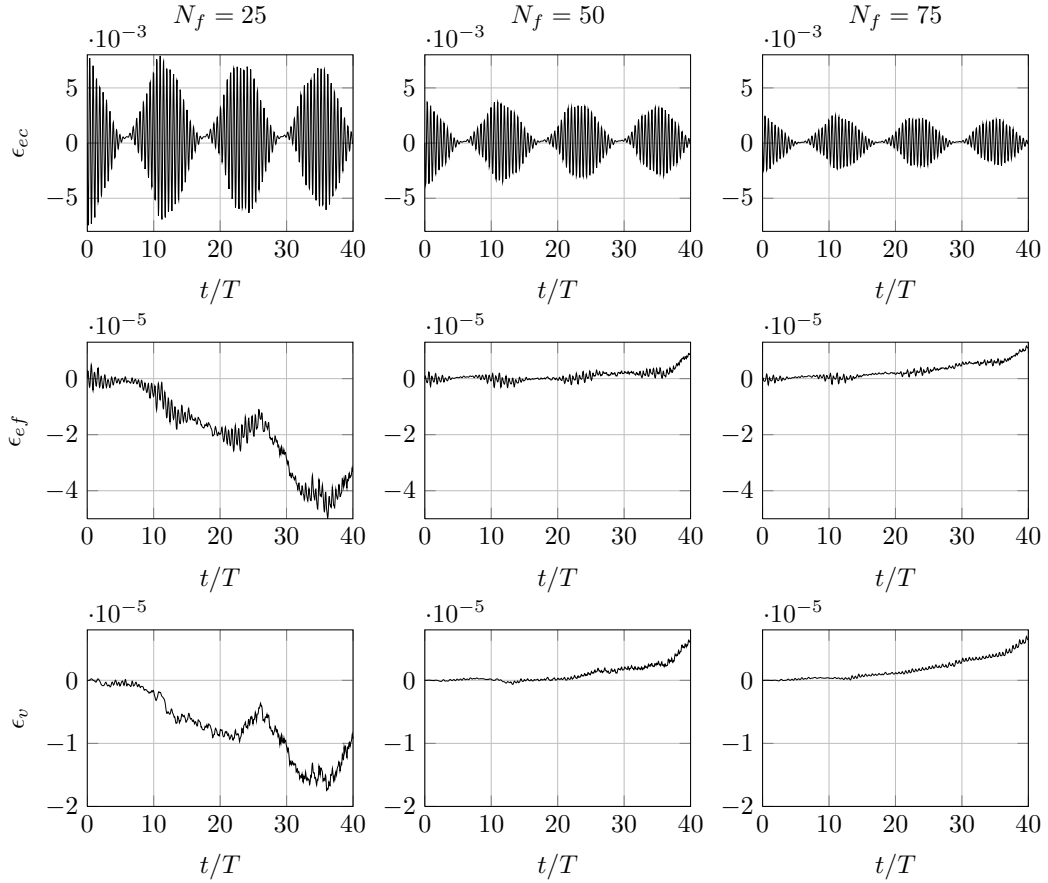 N_f = 25 N_f = 50 N_f = 75
·10⁻³ ·10⁻³ ·10⁻³
5 5 5
ϵ_ec 0 0 0
−5 −5 −5
0 10 20 30 40 0 10 20 30 40 0 10 20 30 40
t/T t/T t/T
·10⁻⁵ ·10⁻⁵ ·10⁻⁵
0 0 0
ϵ_ef −2 −2 −2
−4 −4 −4
0 10 20 30 40 0 10 20 30 40 0 10 20 30 40
t/T t/T t/T
·10⁻⁵ ·10⁻⁵ ·10⁻⁵
0 0 0
ϵ_v −1 −1 −1
−2 −2 −2
0 10 20 30 40 0 10 20 30 40 0 10 20 30 40
t/T t/T t/T